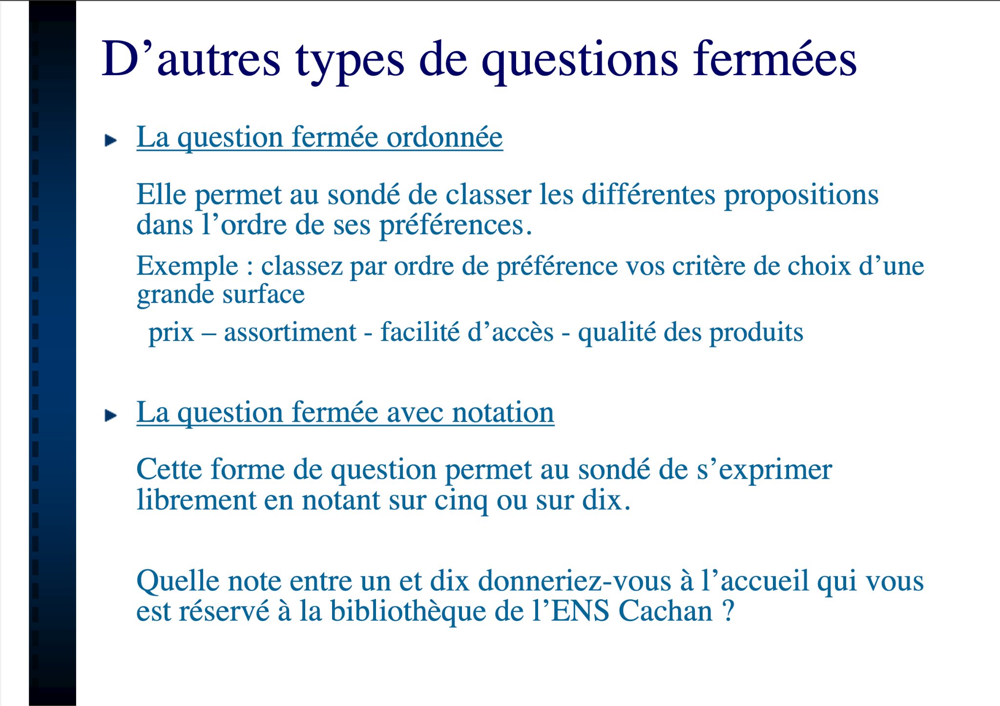 D’autres types de questions fermées
La question fermée ordonnée
Elle permet au sondé de classer les différentes propositions
dans l’ordre de ses préférences.
Exemple : classez par ordre de préférence vos critère de choix d’une
grande surface
prix – assortiment - facilité d’accès - qualité des produits
La question fermée avec notation
Cette forme de question permet au sondé de s’exprimer
librement en notant sur cinq ou sur dix.
Quelle note entre un et dix donneriez-vous à l’accueil qui vous
est réservé à la bibliothèque de l’ENS Cachan ?